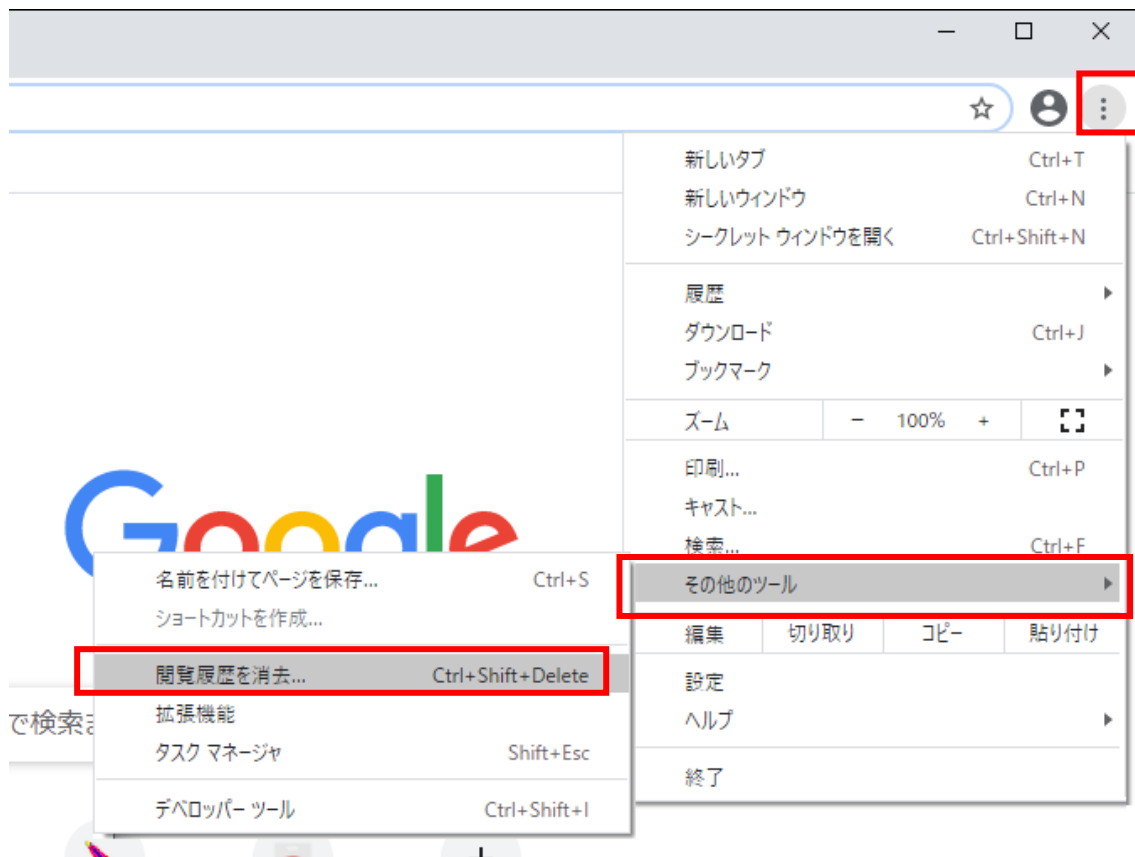 新しいタブ Ctrl+T
新しいウィンドウ Ctrl+N
シークレット ウィンドウを開く Ctrl+Shift+N
履歴
ダウンロード Ctrl+J
ブックマーク
ズーム − 100% +
印刷... Ctrl+P
キャスト...
検索... Ctrl+F
その他のツール
編集 切り取り コピー 貼り付け
設定
ヘルプ
終了
Google
名前を付けてページを保存... Ctrl+S
ショートカットを作成...
閲覧履歴を消去... Ctrl+Shift+Delete
拡張機能
タスク マネージャ Shift+Esc
デベロッパー ツール Ctrl+Shift+I
で検索